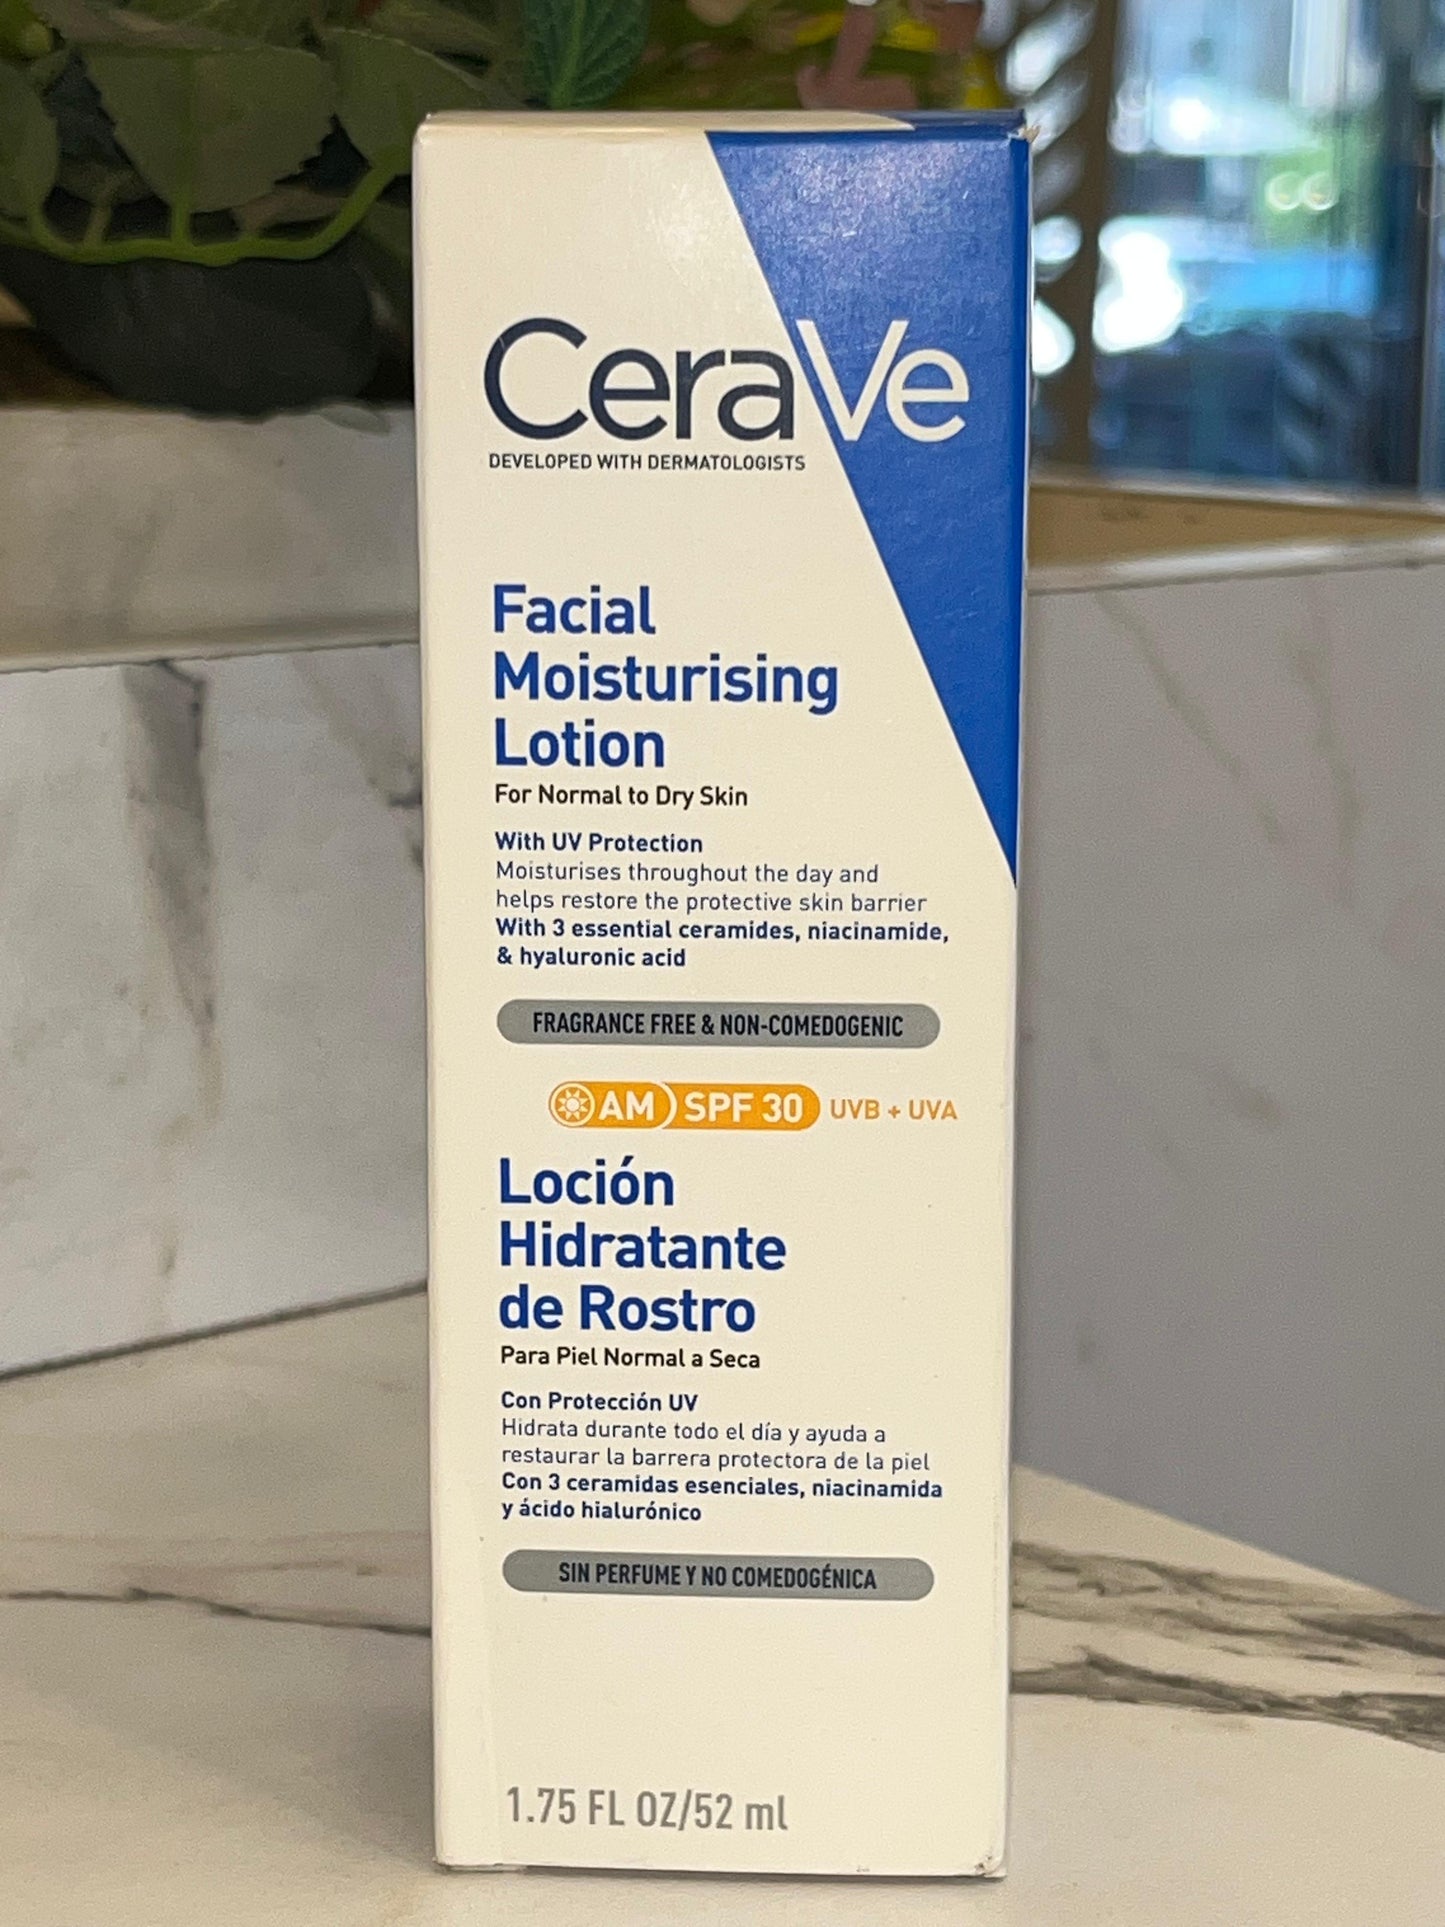 CeraVe
DEVELOPED WITH DERMATOLOGISTS
Facial
Moisturising
Lotion
For Normal to Dry Skin
With UV Protection
Moisturises throughout the day and
helps restore the protective skin barrier
With 3 essential ceramides, niacinamide,
& hyaluronic acid
FRAGRANCE FREE & NON-COMEDOGENIC
AM SPF 30 UVB + UVA
Loción
Hidratante
de Rostro
Para Piel Normal a Seca
Con Protección UV
Hidrata durante todo el día y ayuda a
restaurar la barrera protectora de la piel
Con 3 ceramidas esenciales, niacinamida
y ácido hialurónico
SIN PERFUME Y NO COMEDOGÉNICA
1.75 FL OZ/52 ml